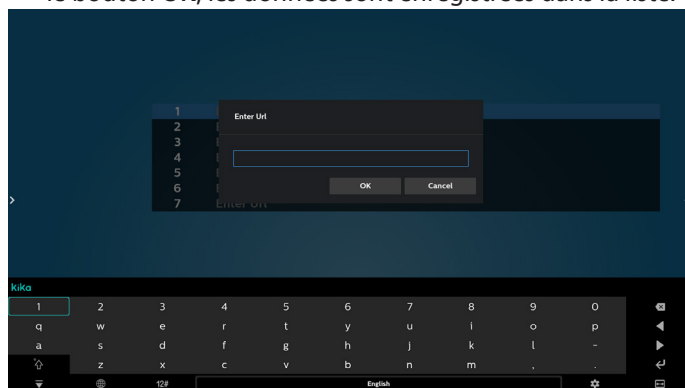 le bouton OK, les données sont enregistrées dans la liste.
1
Enter Url
2
3
4
5
OK Cancel
6
7 Enter Url
kika
1 2 3 4 5 6 7 8 9 0
q w e r t y u i o p
a s d f g h j k l -
z x c v b n m , .
12# English